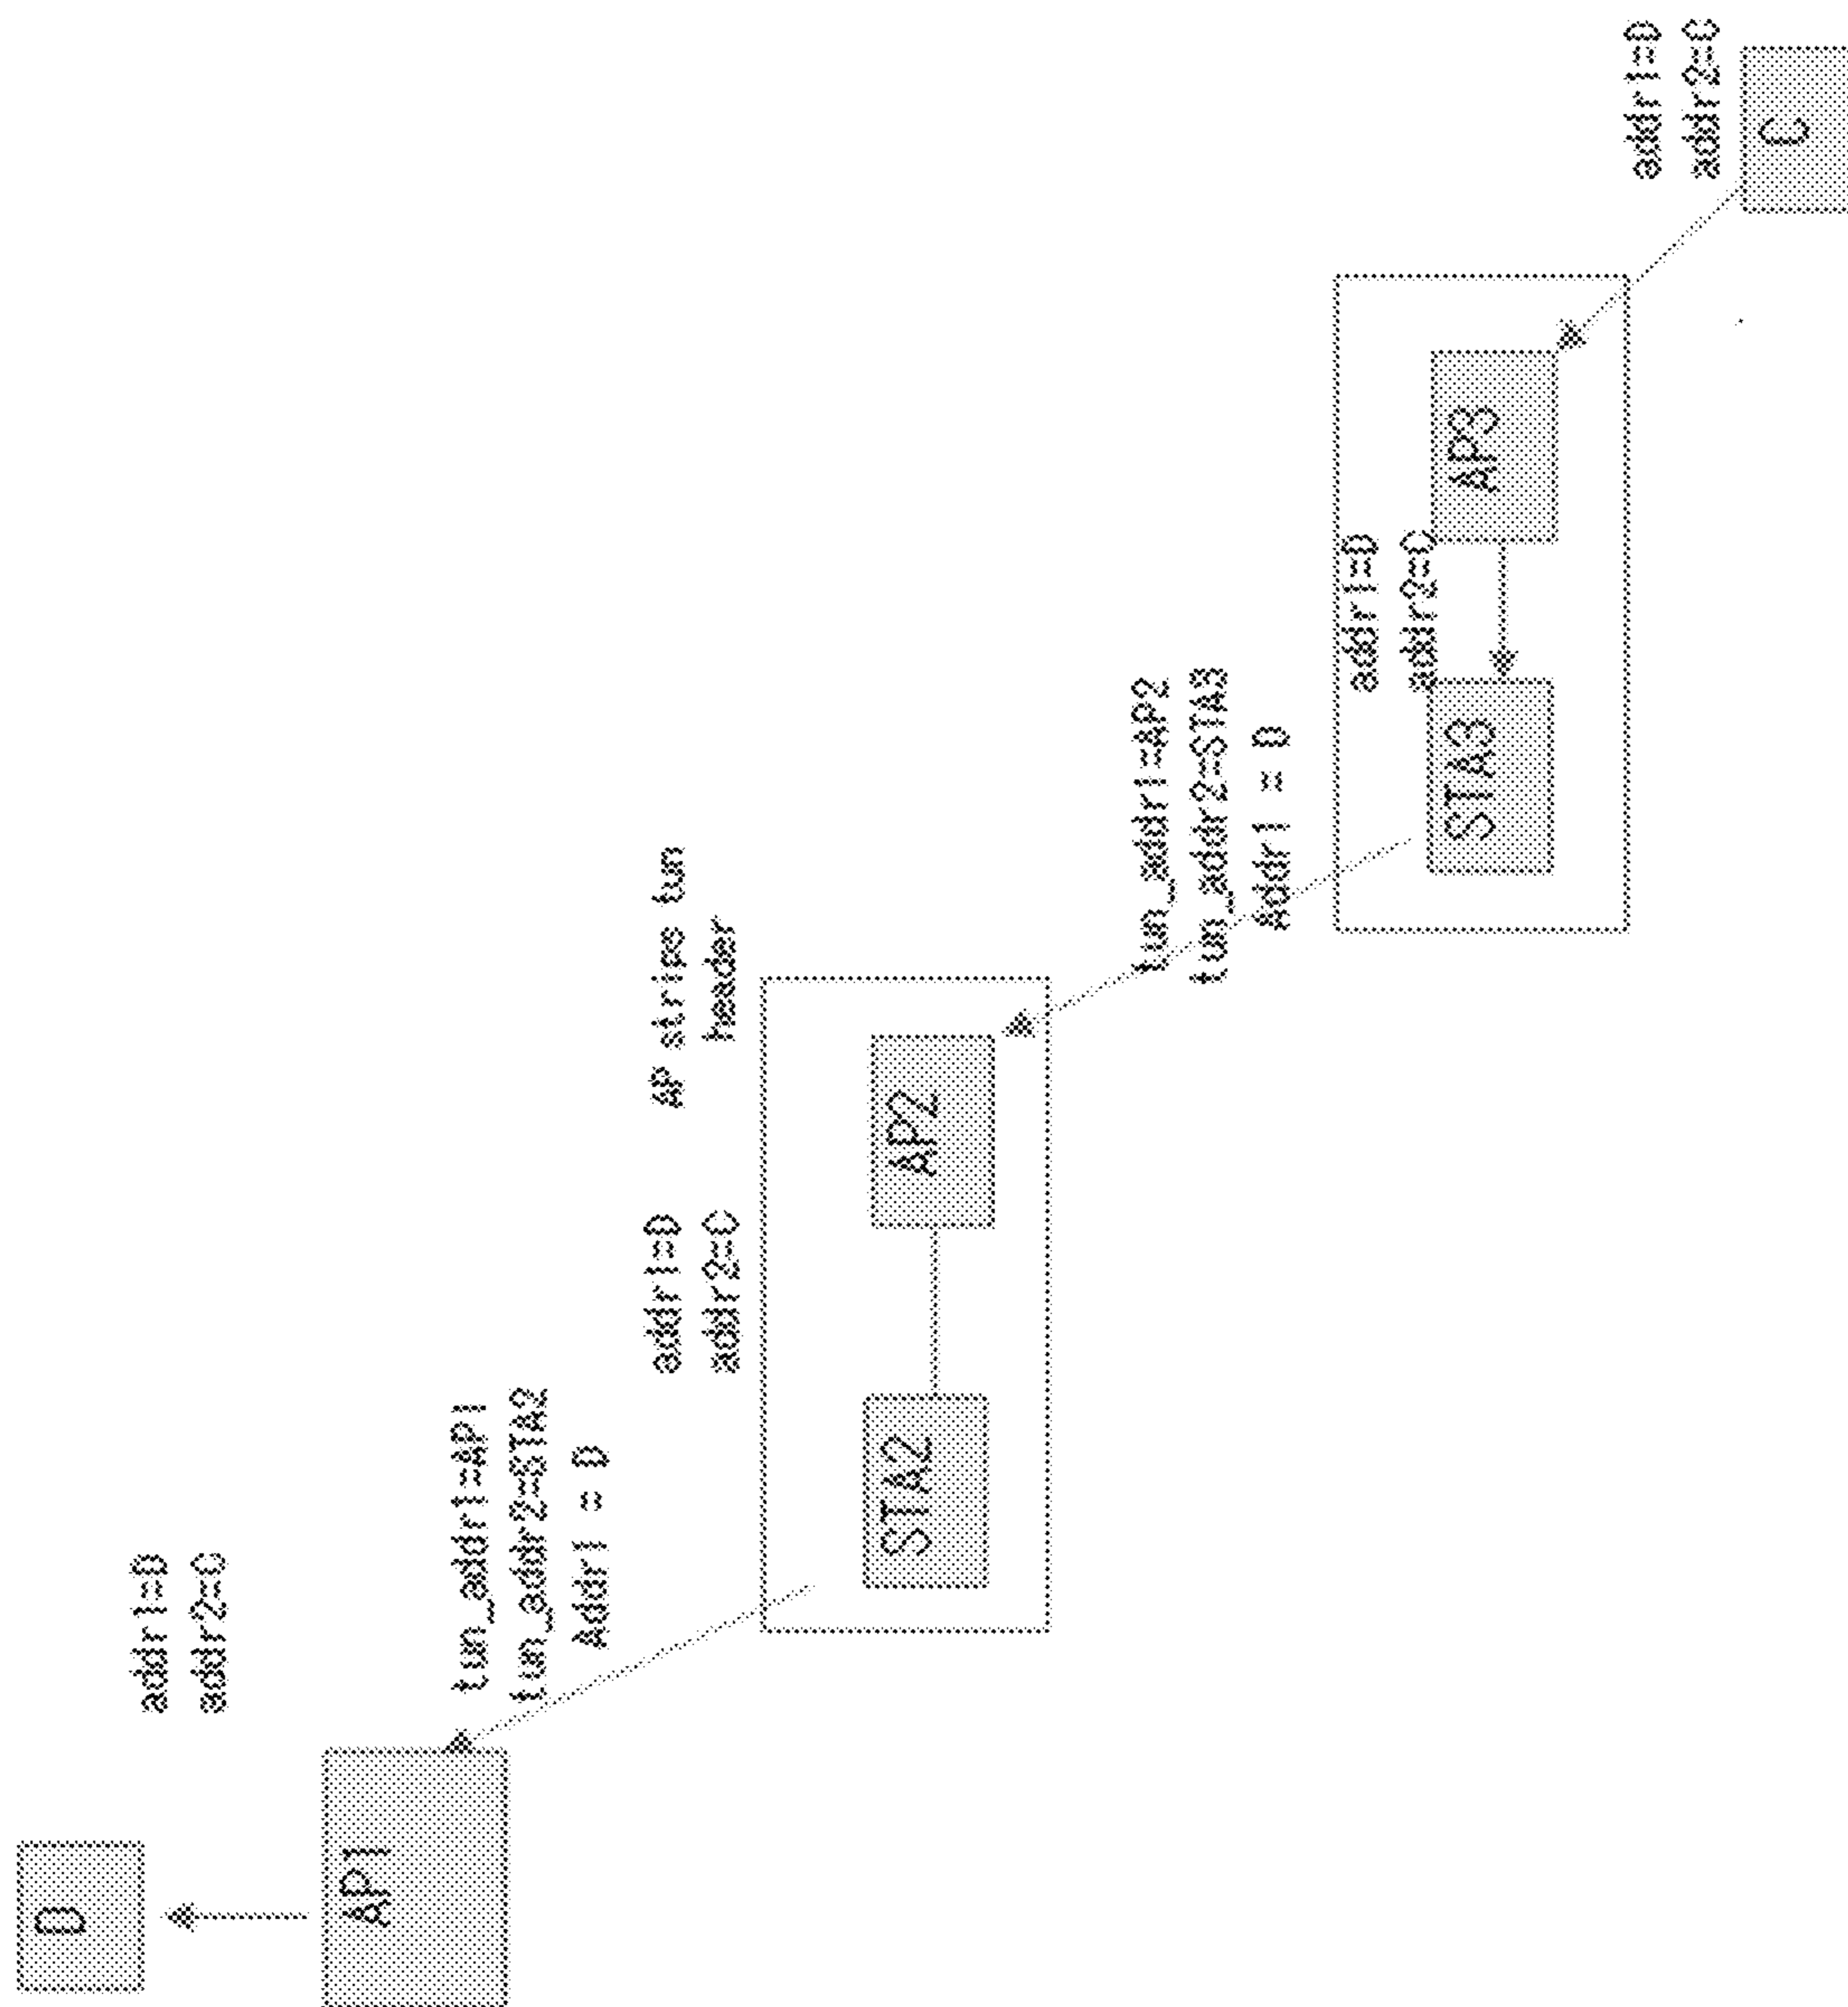 D
addr1=D
addr2=C
AP1
tun_addr1=AP1
tun_addr2=STA2
Addr1 = D
addr1=D
addr2=C
AP strips tun
header
STA2
AP2
tun_addr1=AP2
tun_addr2=STA3
Addr1 = D
addr1=D
addr2=C
STA3
AP3
addr1=D
addr2=C
C